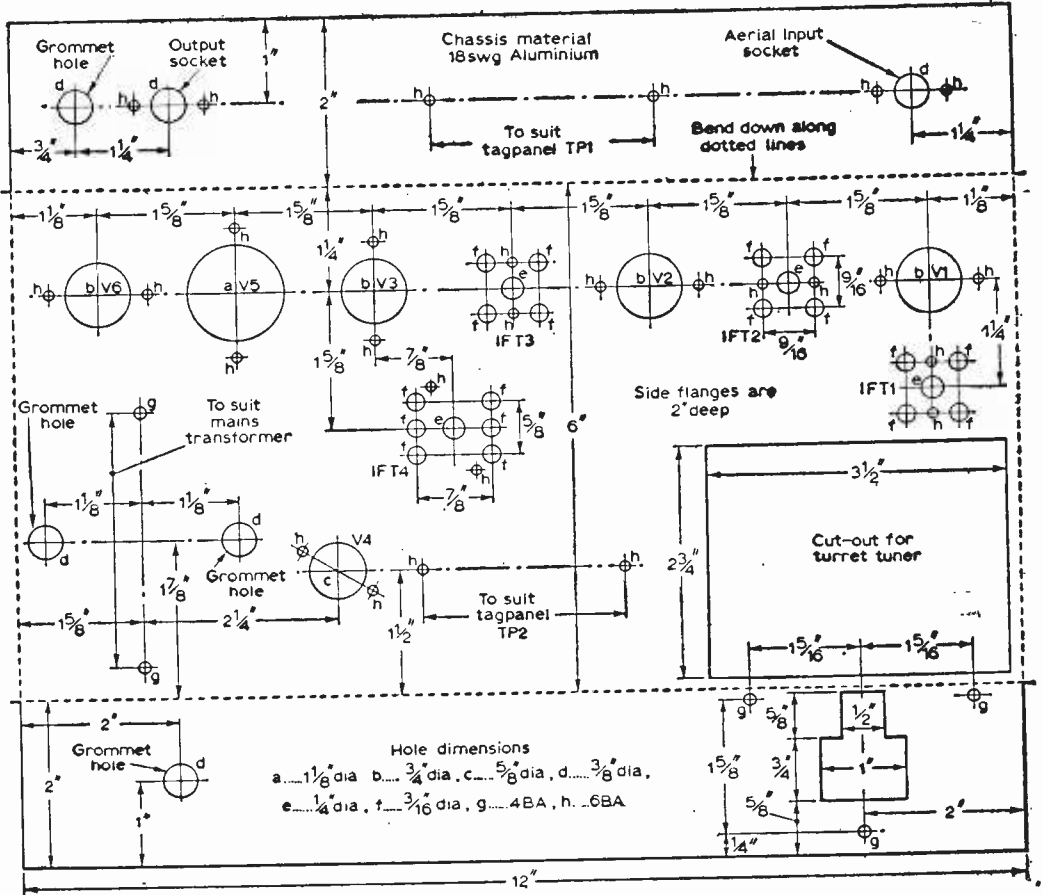 Grommet hole
d
Output socket
h
h
1"
2"
3/4"
1 1/4"
Chassis material
18swg Aluminium
h
h
To suit
tagpanel TP1
Aerial Input
socket
h
d
h
1 1/4"
Bend down along
dotted lines
1 1/8"
1 5/8"
1 5/8"
1 5/8"
1 5/8"
1 5/8"
1 5/8"
1 1/8"
1 1/4"
h
b V6
h
h
a V5
h
h
b V3
h
f
h
f
e
f
h
f
IFT3
h
b V2
h
f
f
h
e
h
f
f
IFT2
9/16"
9/16"
h
b V1
h
1 1/4"
f
h
f
e
IFT1
f
h
f
1 5/8"
7/8"
h
f
f
f
e
f
f
h
f
5/8"
IFT4
7/8"
6"
Side flanges are
2" deep
Grommet
hole
g
To suit
mains
transformer
1 1/8"
1 1/8"
d
d
Grommet
hole
1 7/8"
1 5/8"
2 1/4"
g
V4
h
c
h
1 1/2"
h
h
To suit
tagpanel
TP2
3 1/2"
2 3/4"
Cut-out for
turret tuner
1 5/16"
1 5/16"
g
g
2"
2"
Grommet
hole
d
1"
Hole dimensions
a.....1 1/8" dia b.... 3/4" dia, c.... 5/8" dia, d.... 3/8" dia,
e.... 1/4" dia, f.... 3/16" dia, g....4BA, h...6BA
5/8"
1/2"
1 5/8"
3/4"
1"
5/8"
1/4"
g
2"
12"